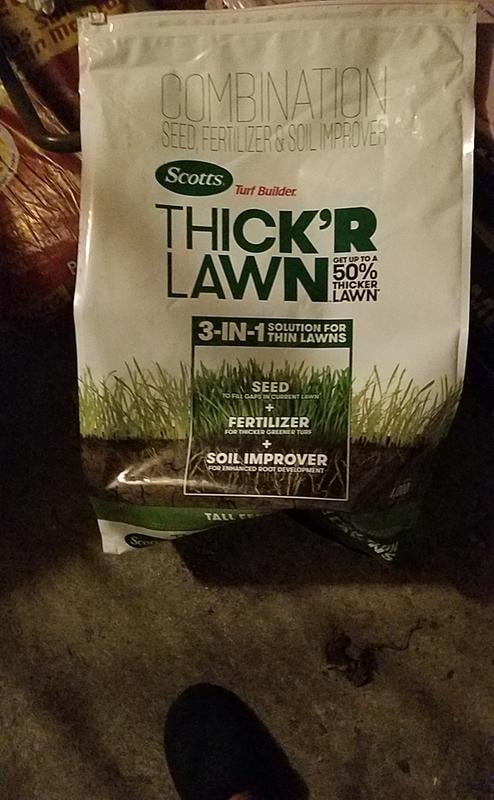 COMBINATION
SEED, FERTILIZER & SOIL IMPROVER
Scotts
Turf Builder
THICK'R
LAWN
GET UP TO A
50%
THICKER
LAWN*
3-IN-1 SOLUTION FOR
THIN LAWNS
SEED
TO FILL GAPS IN CURRENT LAWN
+
FERTILIZER
FOR THICKER GREENER TURF
+
SOIL IMPROVER
FOR ENHANCED ROOT DEVELOPMENT
TALL